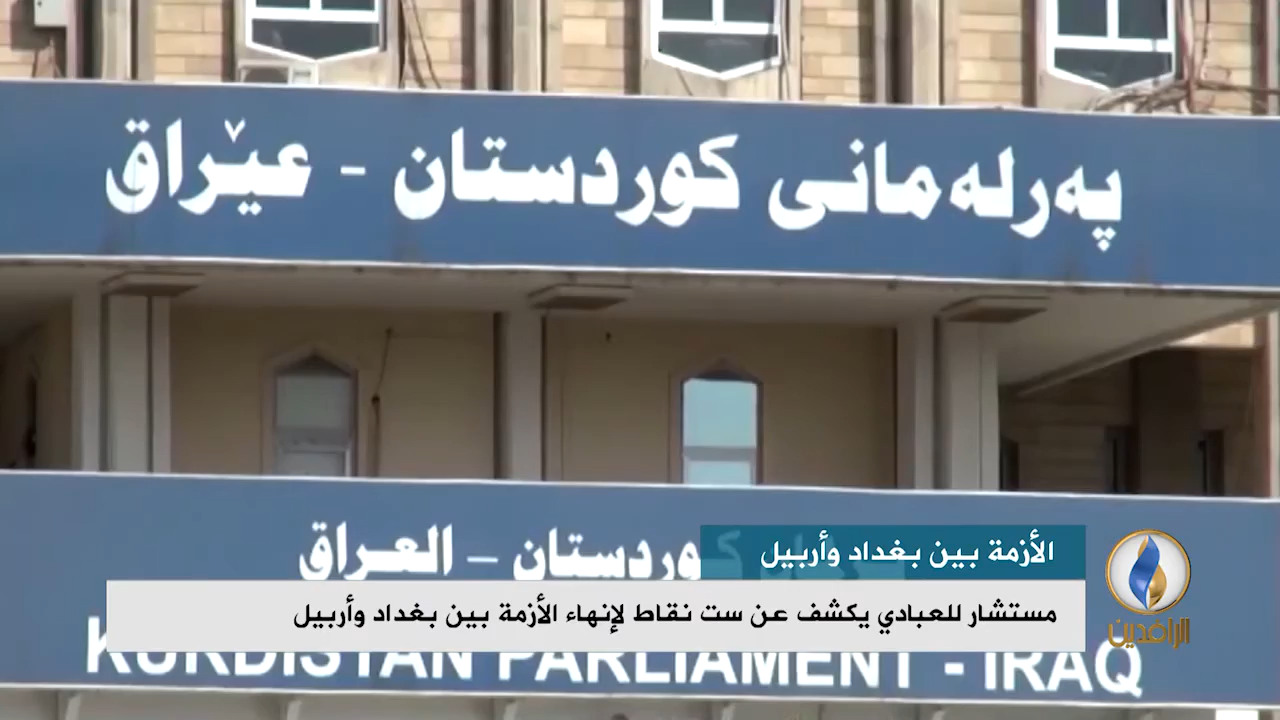 پەرلەمانی کوردستان - عێراق
كوردستان – العراق
الأزمة بين بغداد وأربيل
مستشار للعبادي يكشف عن ست نقاط لإنهاء الأزمة بين بغداد وأربيل
KURDISTAN PARLIAMENT - IRAQ
الرافدين